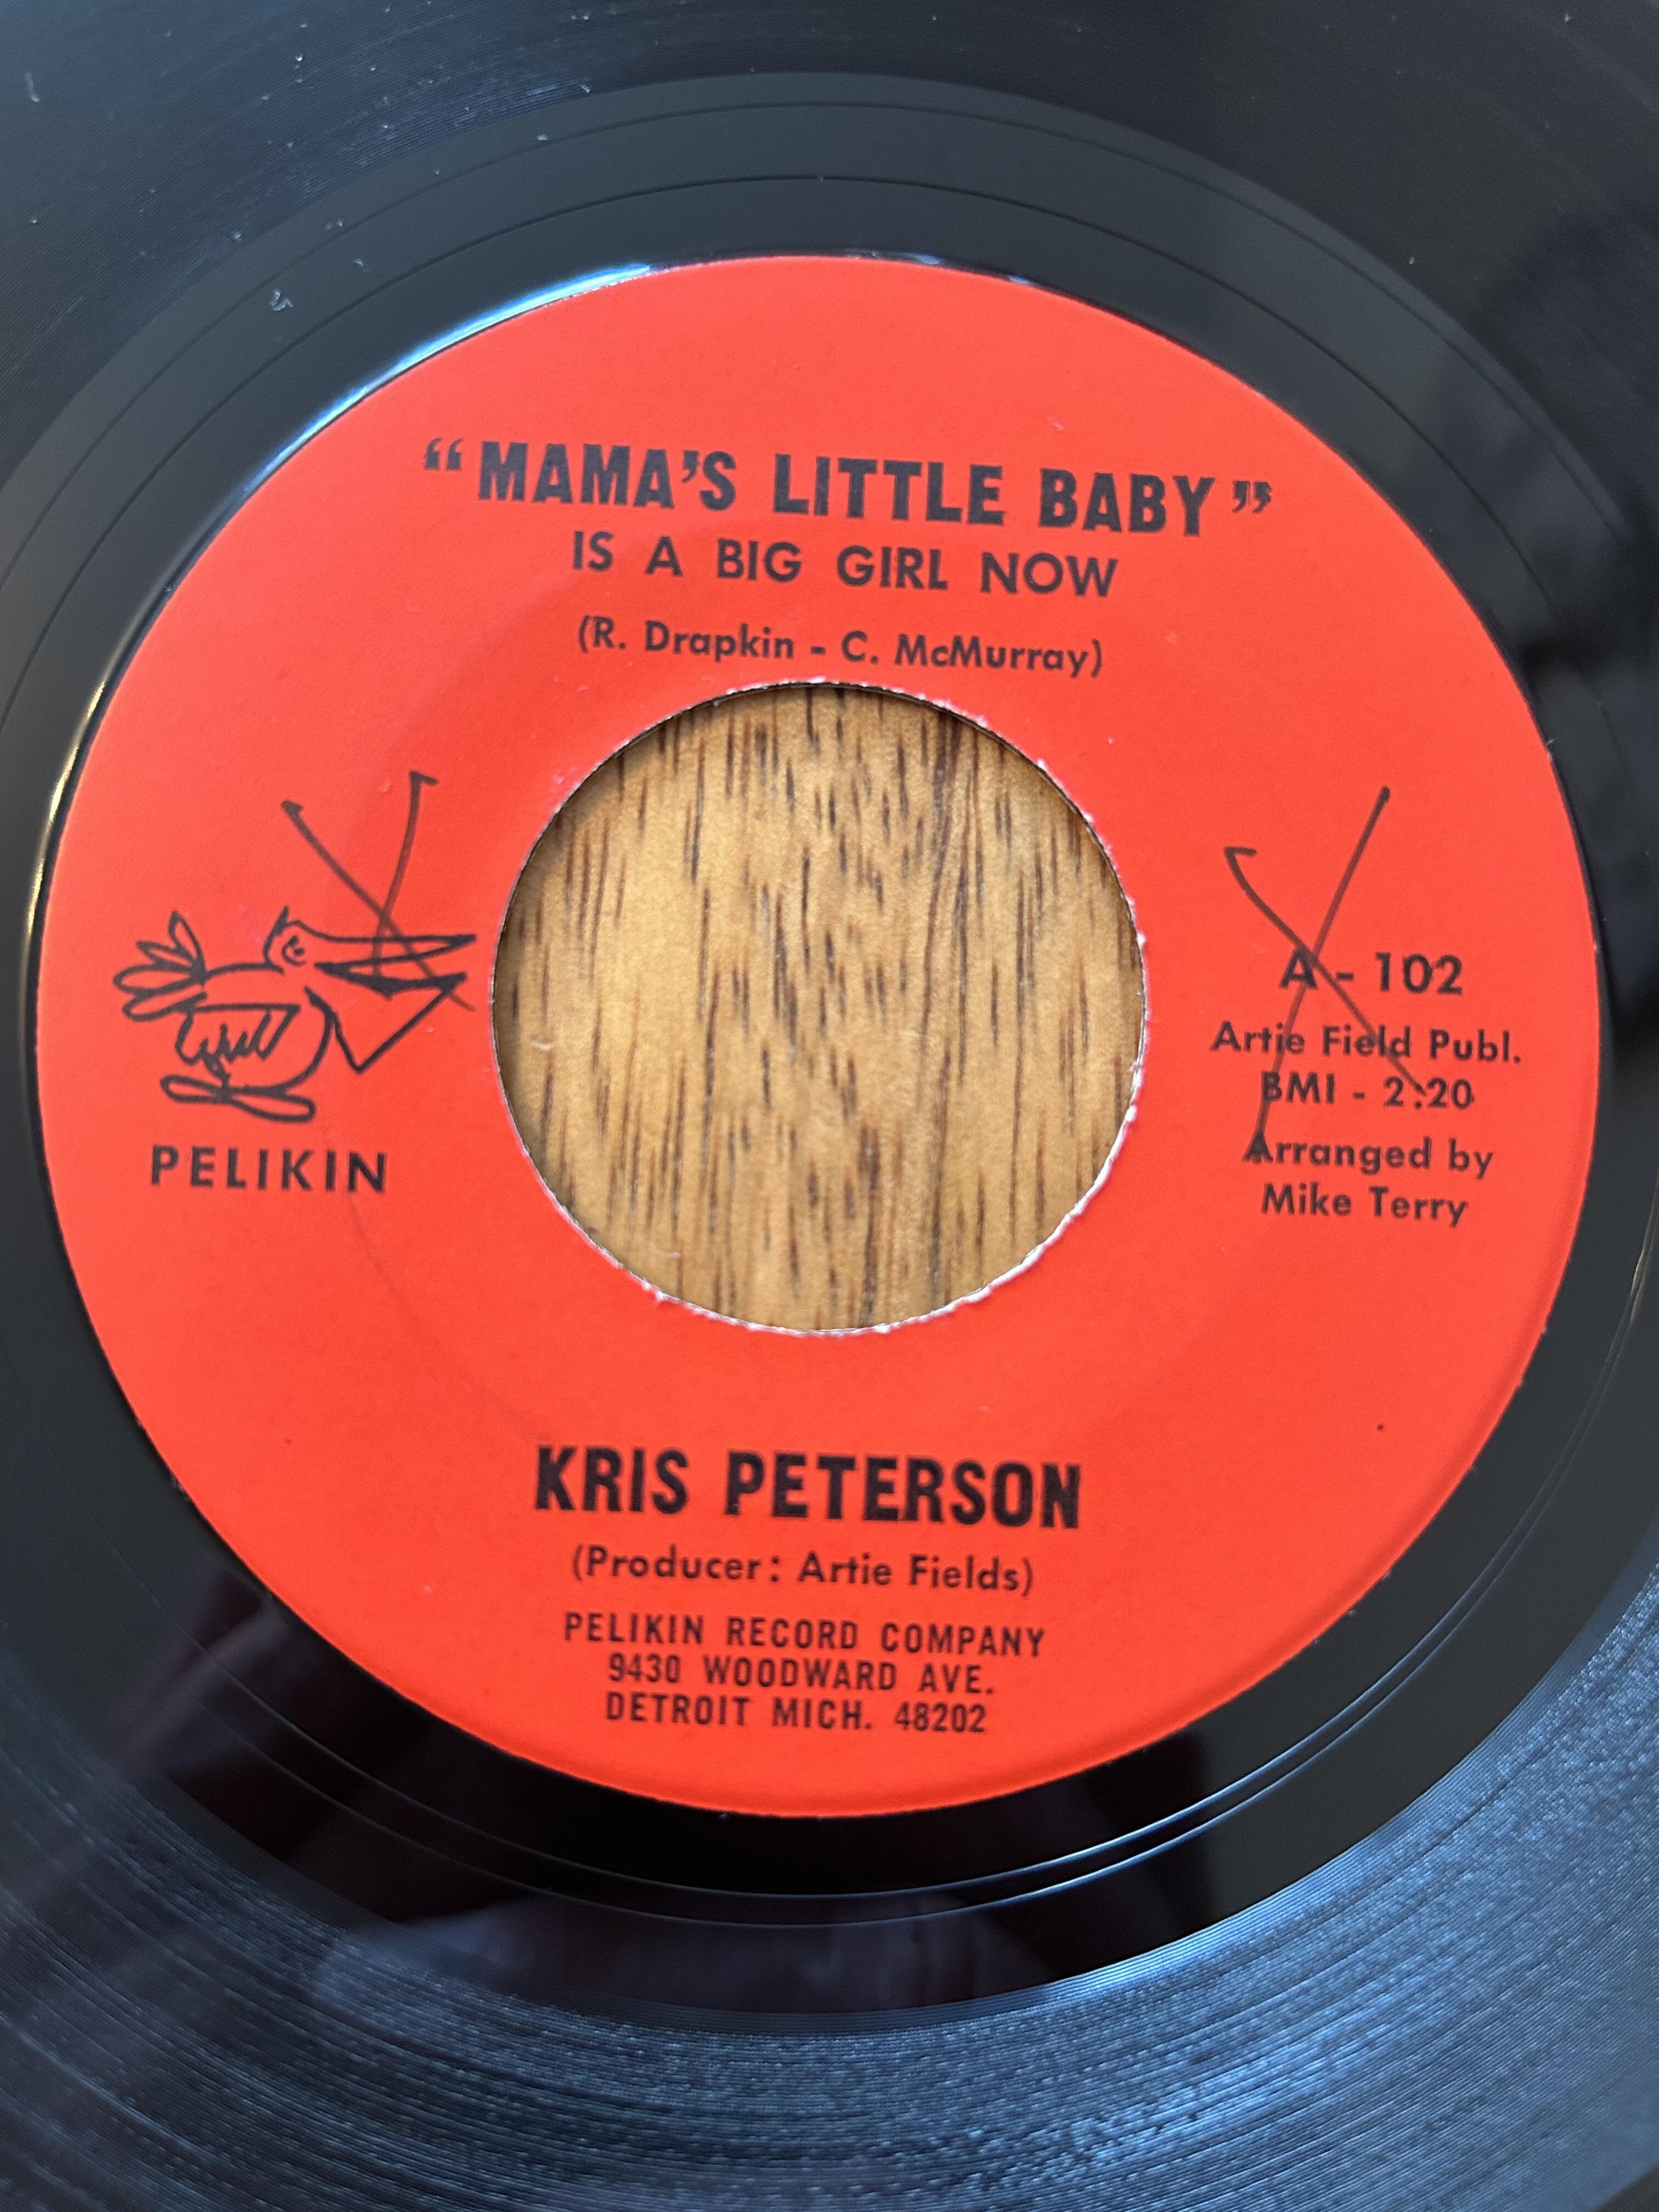 “MAMA’S LITTLE BABY”
IS A BIG GIRL NOW
(R. Drapkin - C. McMurray)
PELIKIN
A - 102
Artie Field Publ.
BMI - 2:20
Arranged by
Mike Terry
KRIS PETERSON
(Producer: Artie Fields)
PELIKIN RECORD COMPANY
9430 WOODWARD AVE.
DETROIT MICH. 48202